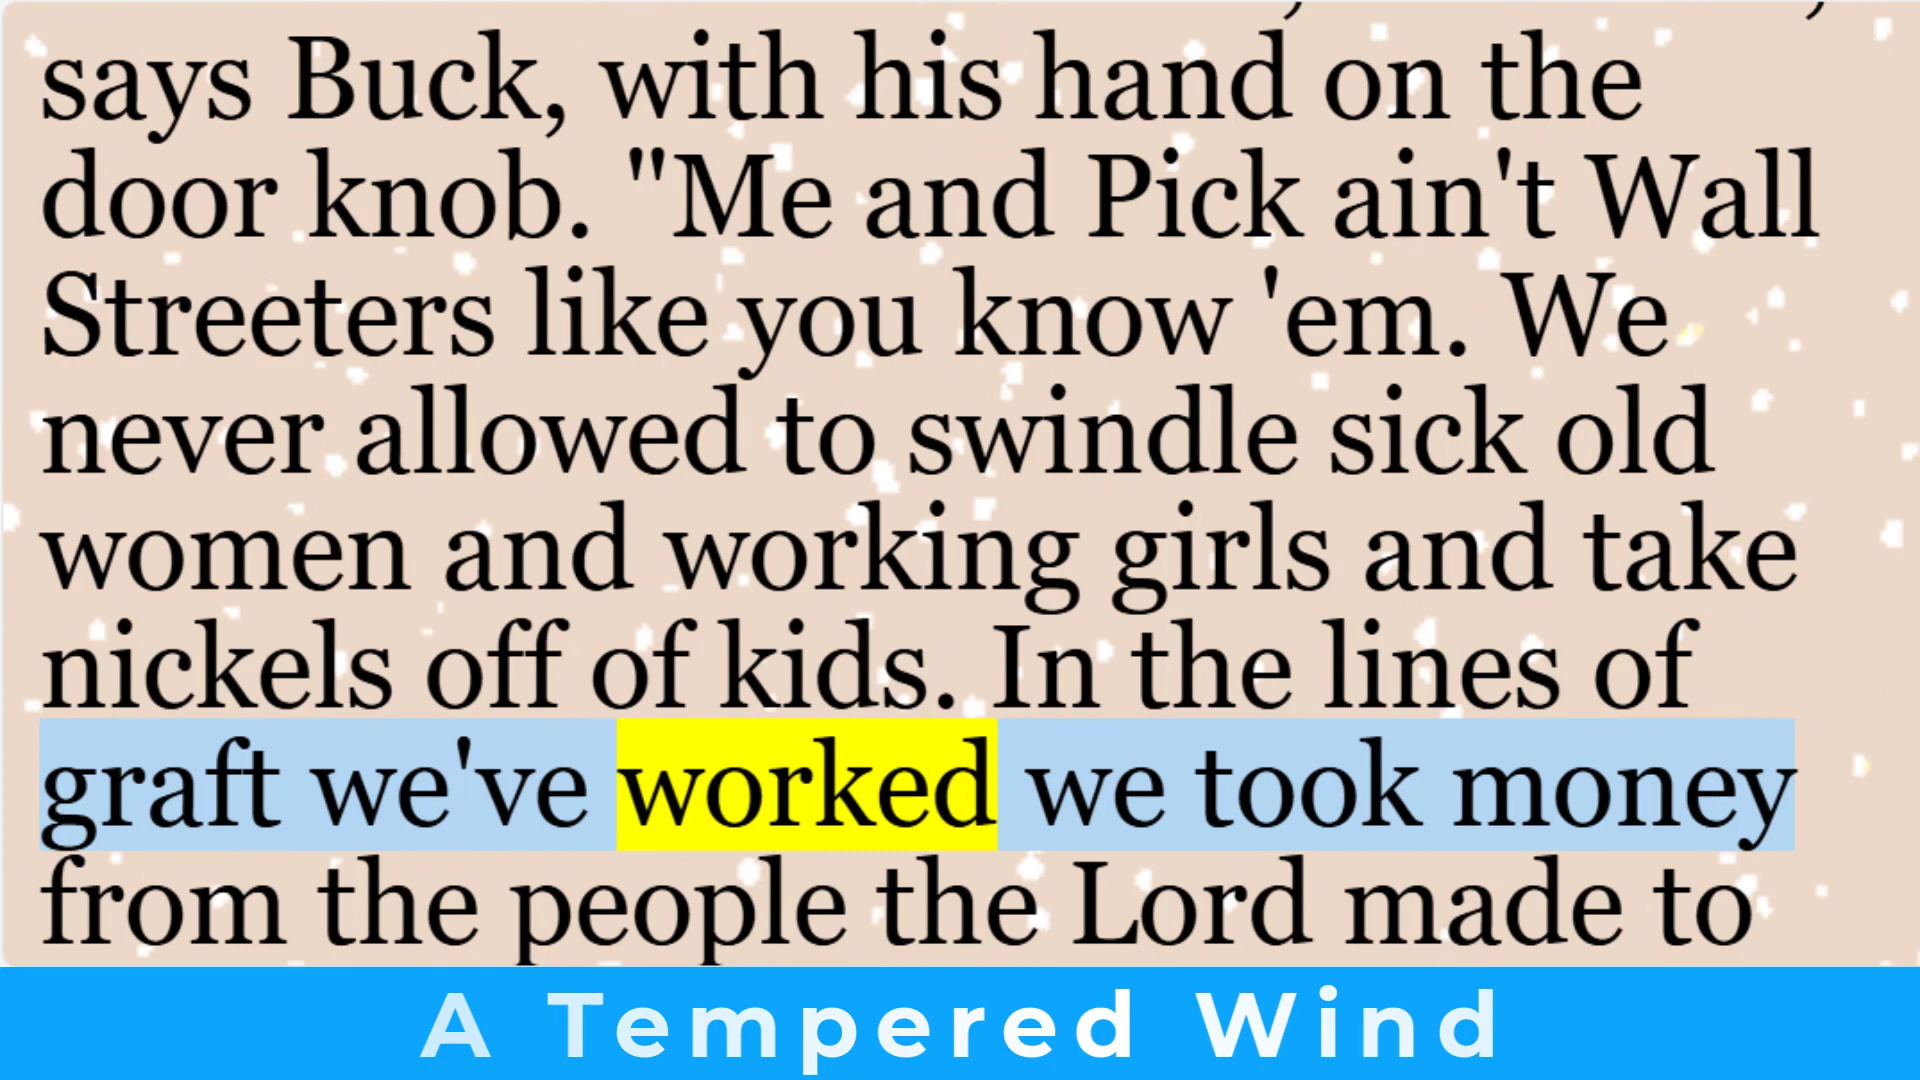 says Buck, with his hand on the
door knob. "Me and Pick ain't Wall
Streeters like you know 'em. We
never allowed to swindle sick old
women and working girls and take
nickels off of kids. In the lines of
graft we've worked we took money
from the people the Lord made to
A Tempered Wind